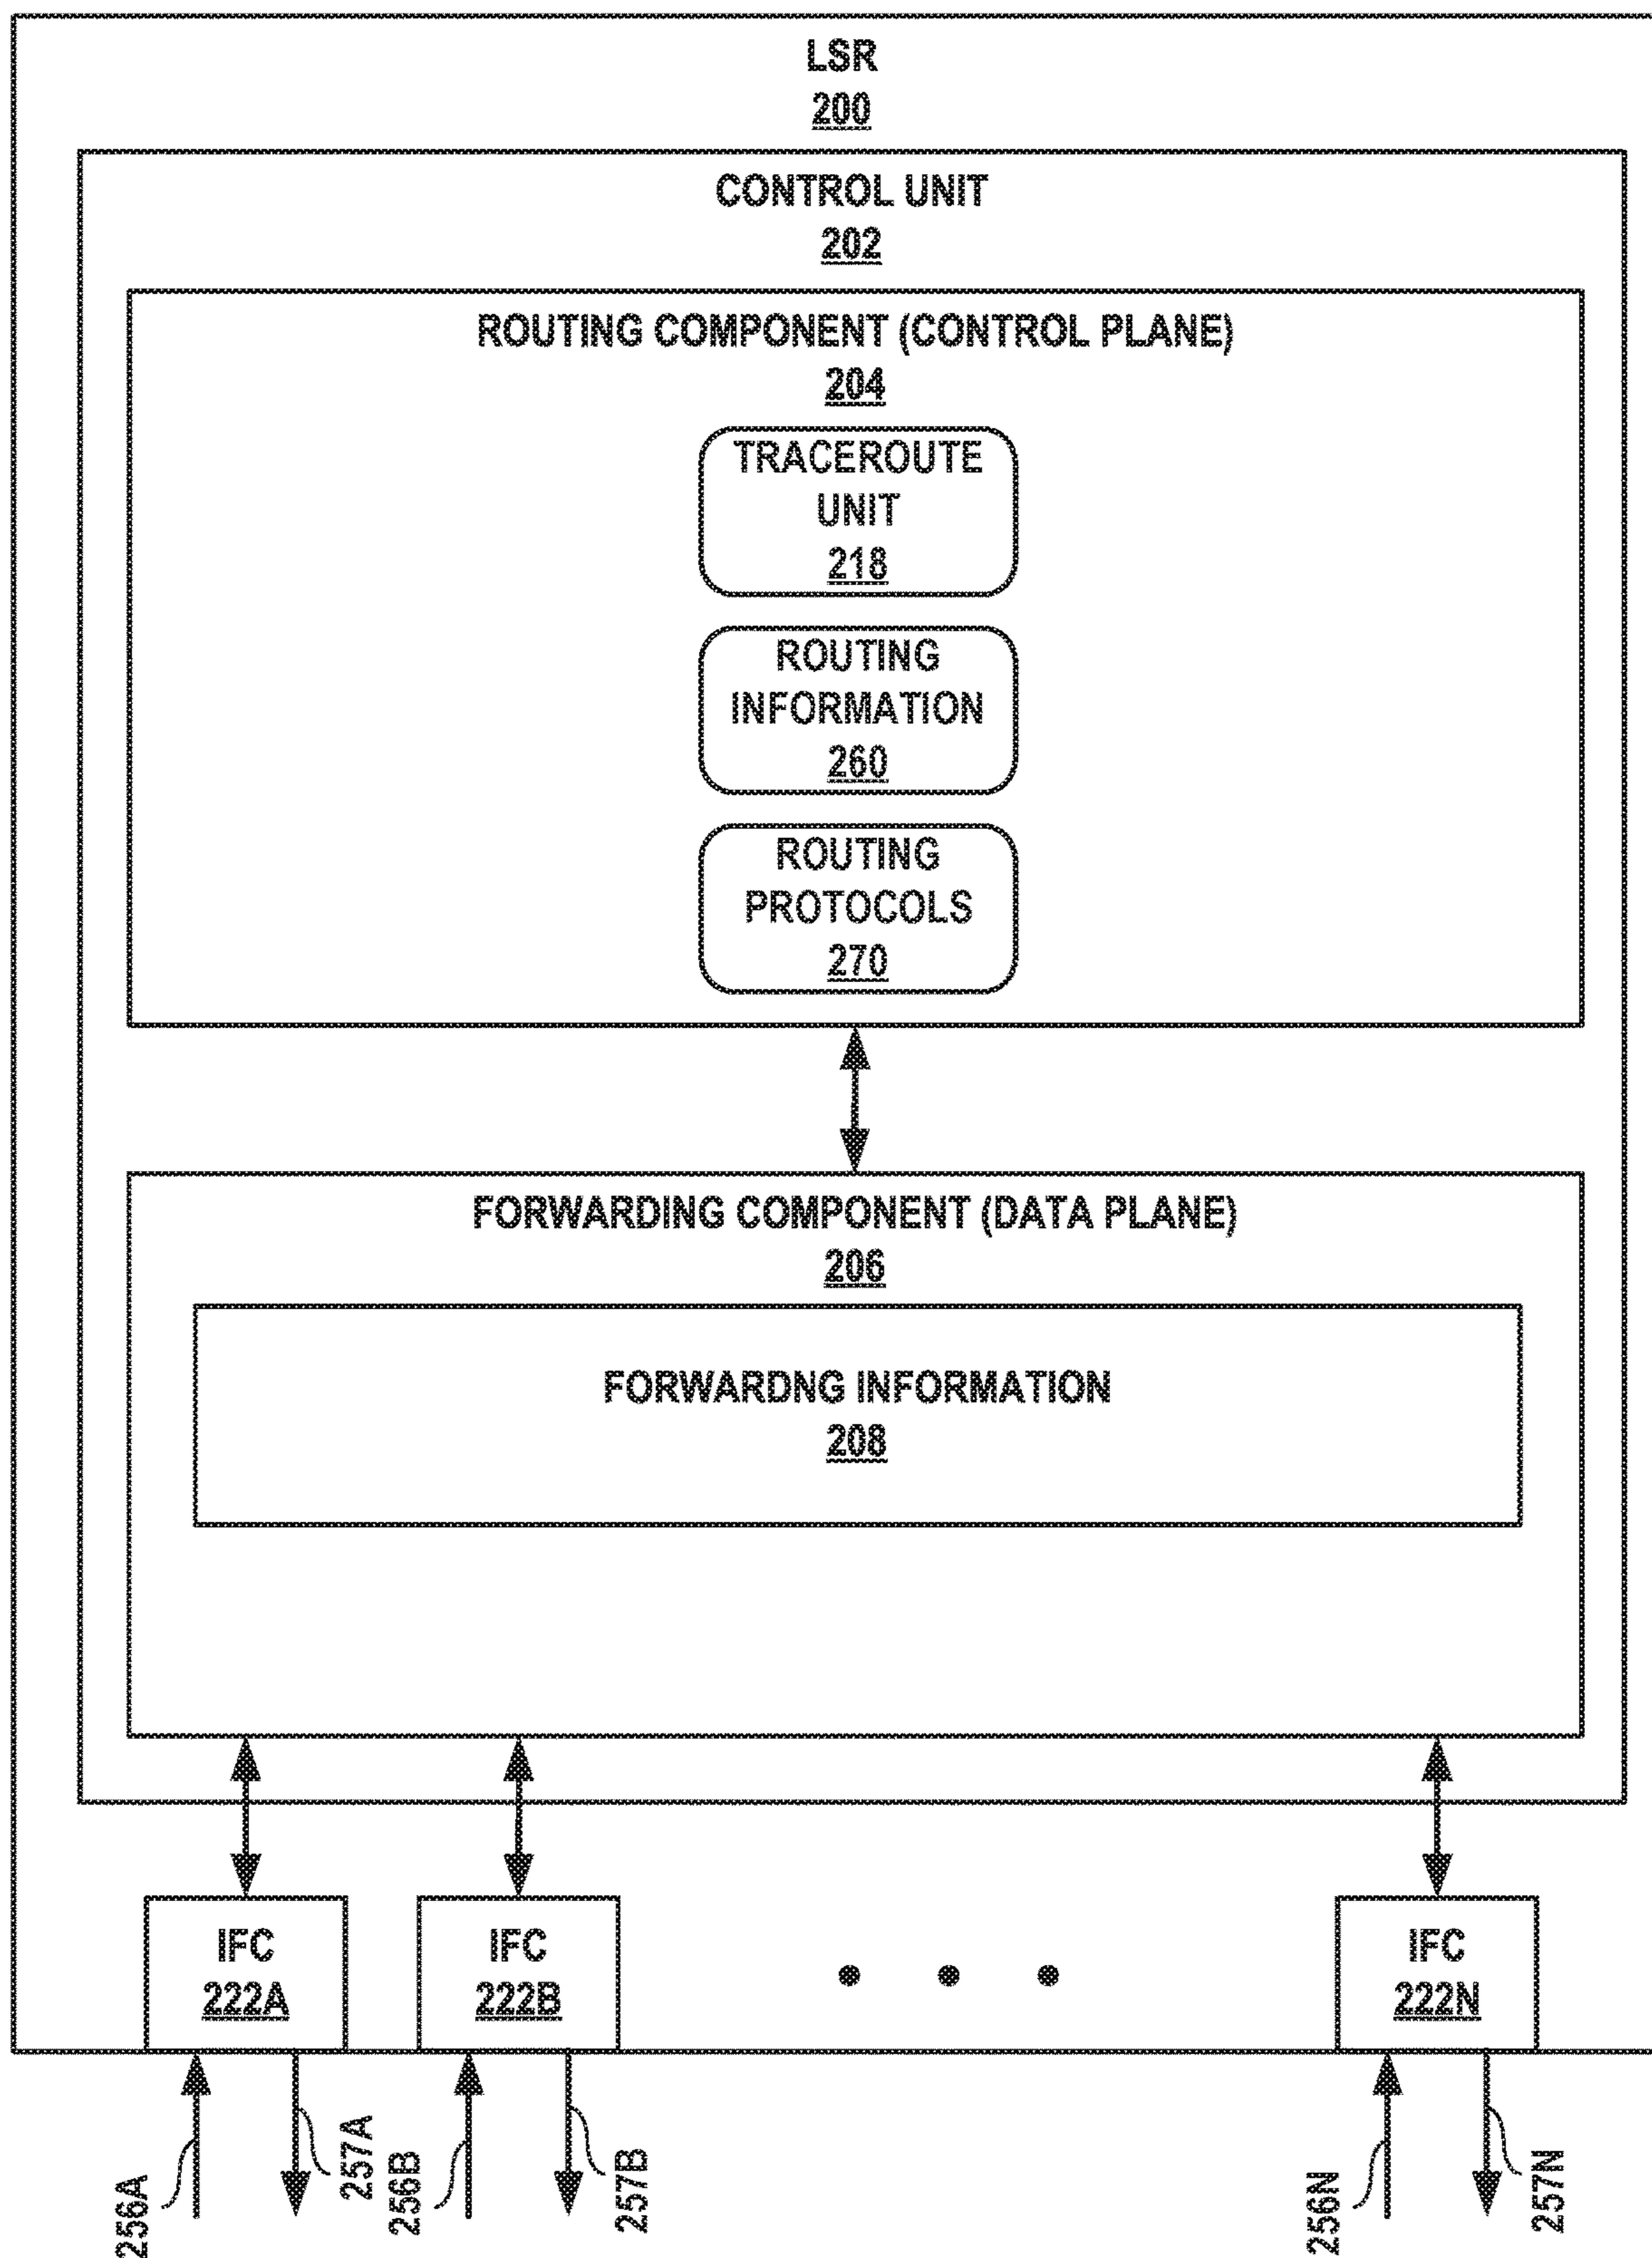 LSR
200
CONTROL UNIT
202
ROUTING COMPONENT (CONTROL PLANE)
204
TRACEROUTE
UNIT
218
ROUTING
INFORMATION
260
ROUTING
PROTOCOLS
270
FORWARDING COMPONENT (DATA PLANE)
206
FORWARDNG INFORMATION
208
IFC
222A
IFC
222B
IFC
222N
256A
257A
256B
257B
256N
257N